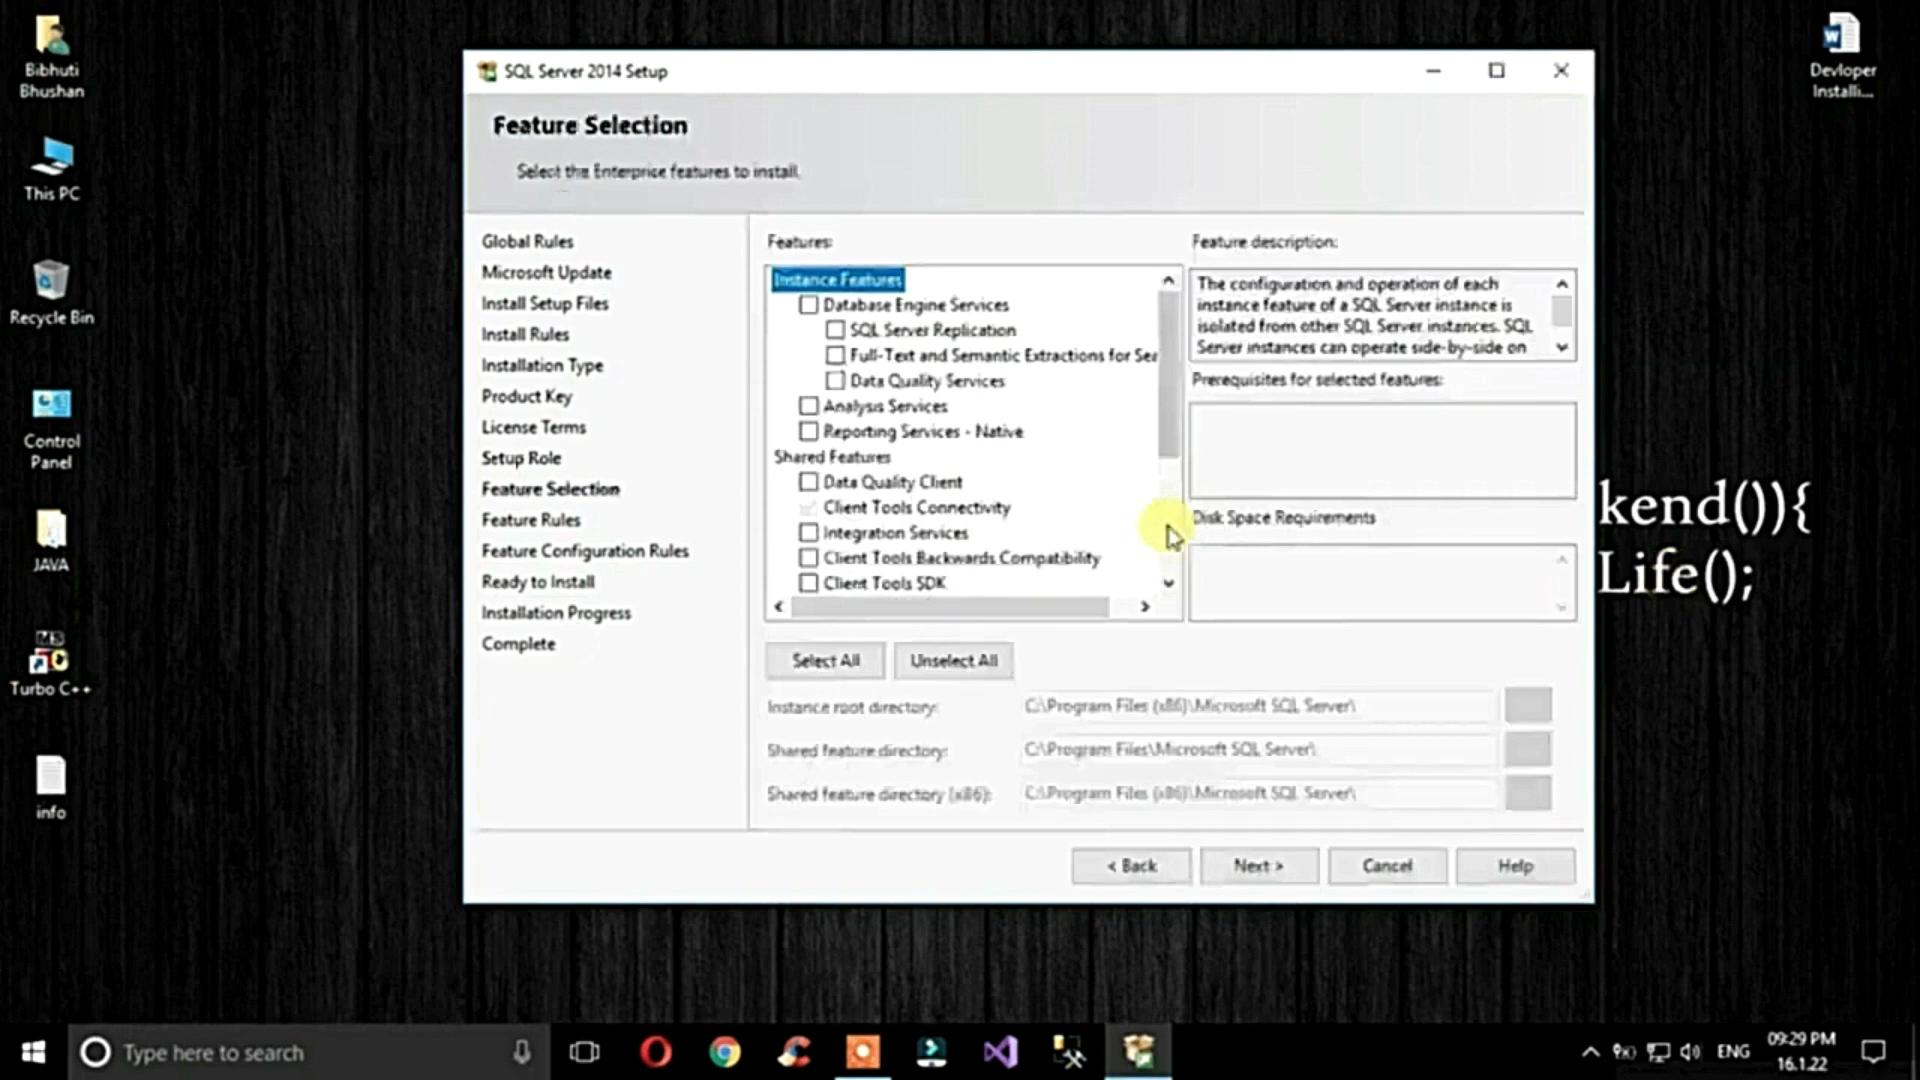 Bibhuti
Bhushan
This PC
Recycle Bin
Control
Panel
JAVA
Turbo C++
info
Devloper
Installi...
kend()){
Life();
SQL Server 2014 Setup
Feature Selection
Select the Enterprice features to install.
Global Rules
Microsoft Update
Install Setup Files
Install Rules
Installation Type
Product Key
License Terms
Setup Role
Feature Selection
Feature Rules
Feature Configuration Rules
Ready to Install
Installation Progress
Complete
Features:
Instance Features
Database Engine Services
SQL Server Replication
Full-Text and Semantic Extractions for Sea
Data Quality Services
Analysis Services
Reporting Services - Native
Shared Features
Data Quality Client
Client Tools Connectivity
Integration Services
Client Tools Backwards Compatibility
Client Tools SDK
Feature description:
The configuration and operation of each
instance feature of a SQL Server instance is
isolated from other SQL Server instances. SQL
Server instances can operate side-by-side on
Prerequisites for selected features:
Disk Space Requirements
Select All
Unselect All
Instance root directory:
C:\Program Files (x86)\Microsoft SQL Server\
Shared feature directory:
C:\Program Files\Microsoft SQL Server\
Shared feature directory (x86):
C:\Program Files (x86)\Microsoft SQL Server\
< Back
Next >
Cancel
Help
Type here to search
ENG
09:29 PM
16.1.22